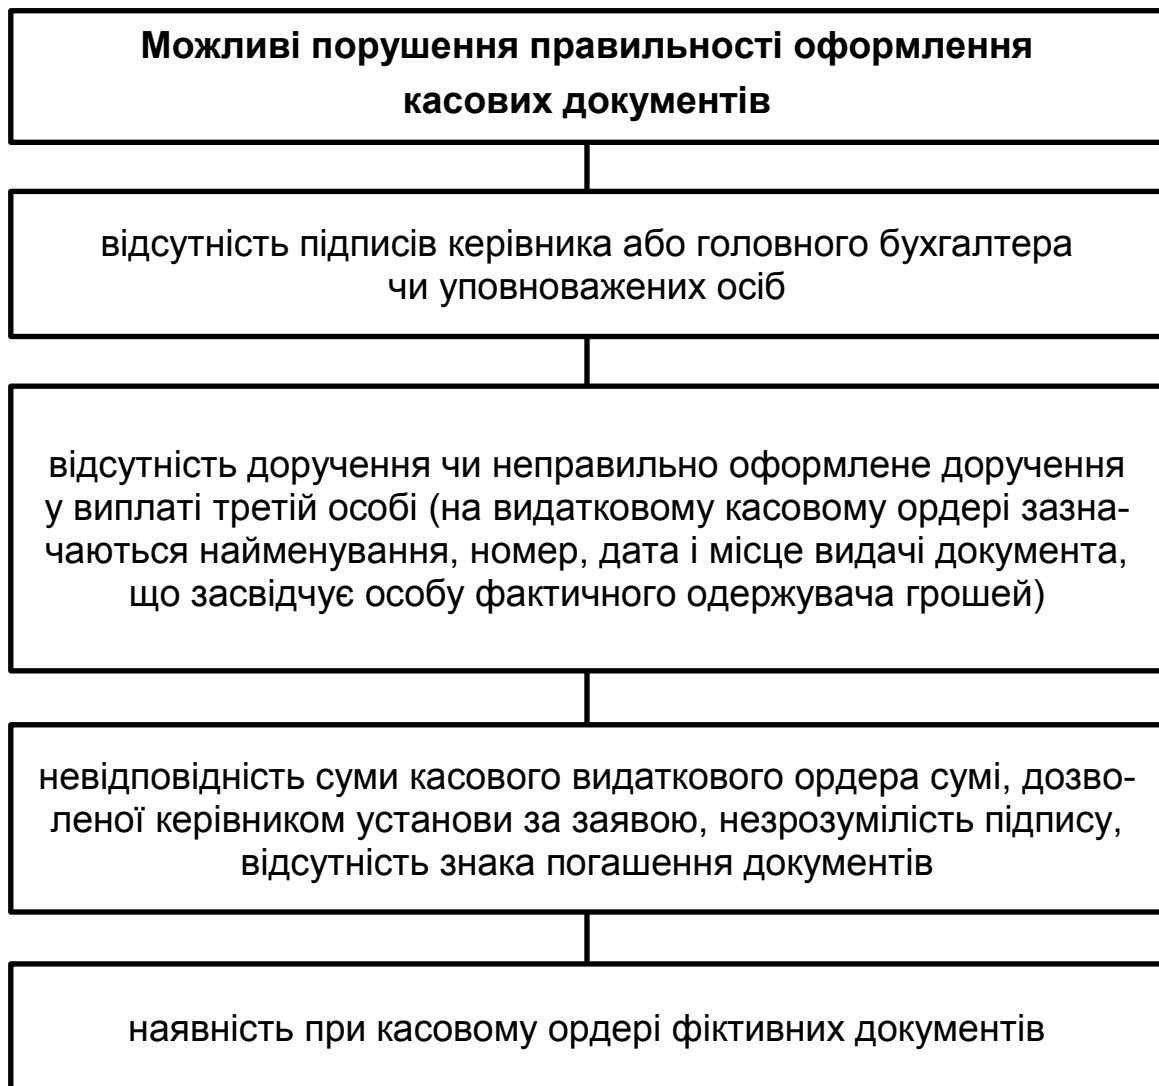 Можливі порушення правильності оформлення
касових документів
відсутність підписів керівника або головного бухгалтера
чи уповноважених осіб
відсутність доручення чи неправильно оформлене доручення
у виплаті третій особі (на видатковому касовому ордері зазна-
чаються найменування, номер, дата і місце видачі документа,
що засвідчує особу фактичного одержувача грошей)
невідповідність суми касового видаткового ордера сумі, дозво-
леної керівником установи за заявою, незрозумілість підпису,
відсутність знака погашення документів
наявність при касовому ордері фіктивних документів